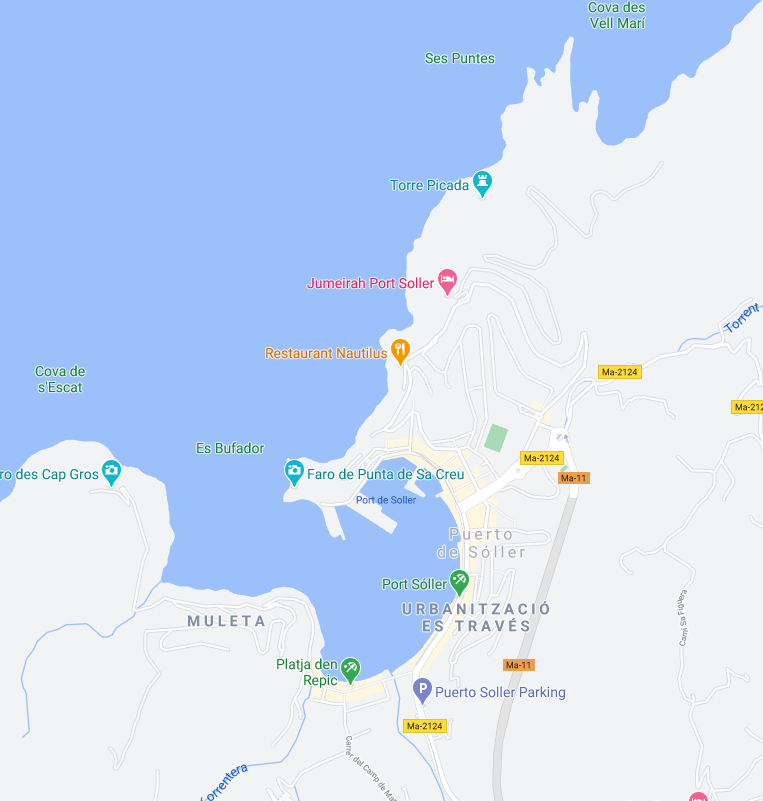 Cova des
Vell Marí
Ses Puntes
Torre Picada
Jumeirah Port Soller
Torrent
Restaurant Nautilus
Cova de
s'Escat
Ma-2124
Ma-212
Es Bufador
Ma-2124
ro des Cap Gros
Faro de Punta de Sa Creu
Ma-11
Port de Soller
Puerto
de Sóller
Port Sóller
URBANITZACIÓ
ES TRAVÉS
MULETA
Camí Sa Figuera
Platja den
Repic
Ma-11
Puerto Soller Parking
Ma-2124
Carrer del Camp de Ma
orrentera